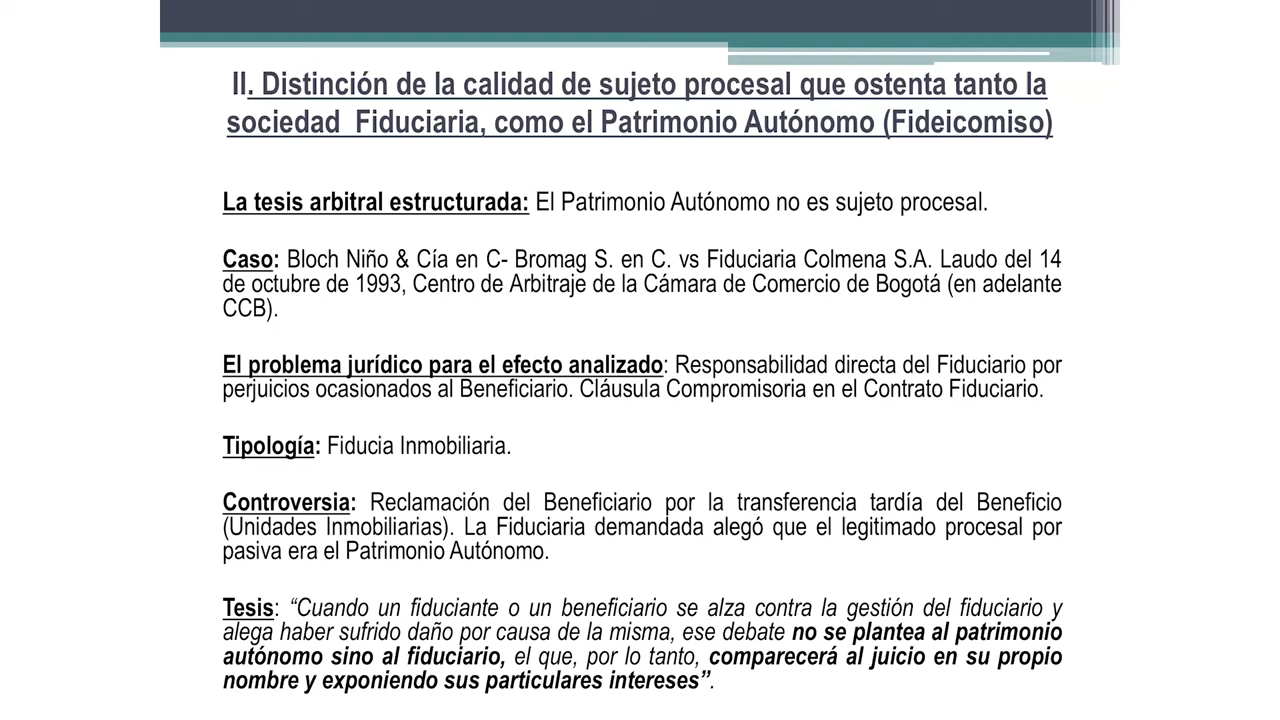 II. Distinción de la calidad de sujeto procesal que ostenta tanto la
sociedad Fiduciaria, como el Patrimonio Autónomo (Fideicomiso)
La tesis arbitral estructurada: El Patrimonio Autónomo no es sujeto procesal.
Caso: Bloch Niño & Cía en C- Bromag S. en C. vs Fiduciaria Colmena S.A. Laudo del 14
de octubre de 1993, Centro de Arbitraje de la Cámara de Comercio de Bogotá (en adelante
CCB).
El problema jurídico para el efecto analizado: Responsabilidad directa del Fiduciario por
perjuicios ocasionados al Beneficiario. Cláusula Compromisoria en el Contrato Fiduciario.
Tipología: Fiducia Inmobiliaria.
Controversia: Reclamación del Beneficiario por la transferencia tardía del Beneficio
(Unidades Inmobiliarias). La Fiduciaria demandada alegó que el legitimado procesal por
pasiva era el Patrimonio Autónomo.
Tesis: “Cuando un fiduciante o un beneficiario se alza contra la gestión del fiduciario y
alega haber sufrido daño por causa de la misma, ese debate no se plantea al patrimonio
autónomo sino al fiduciario, el que, por lo tanto, comparecerá al juicio en su propio
nombre y exponiendo sus particulares intereses”.